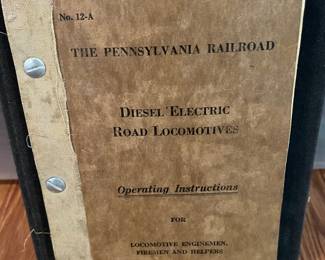 No. 12-A
THE PENNSYLVANIA RAILROAD
DIESEL ELECTRIC
ROAD LOCOMOTIVES
Operating Instructions
FOR
LOCOMOTIVE ENGINEMEN,
FIREMEN AND HELPERS